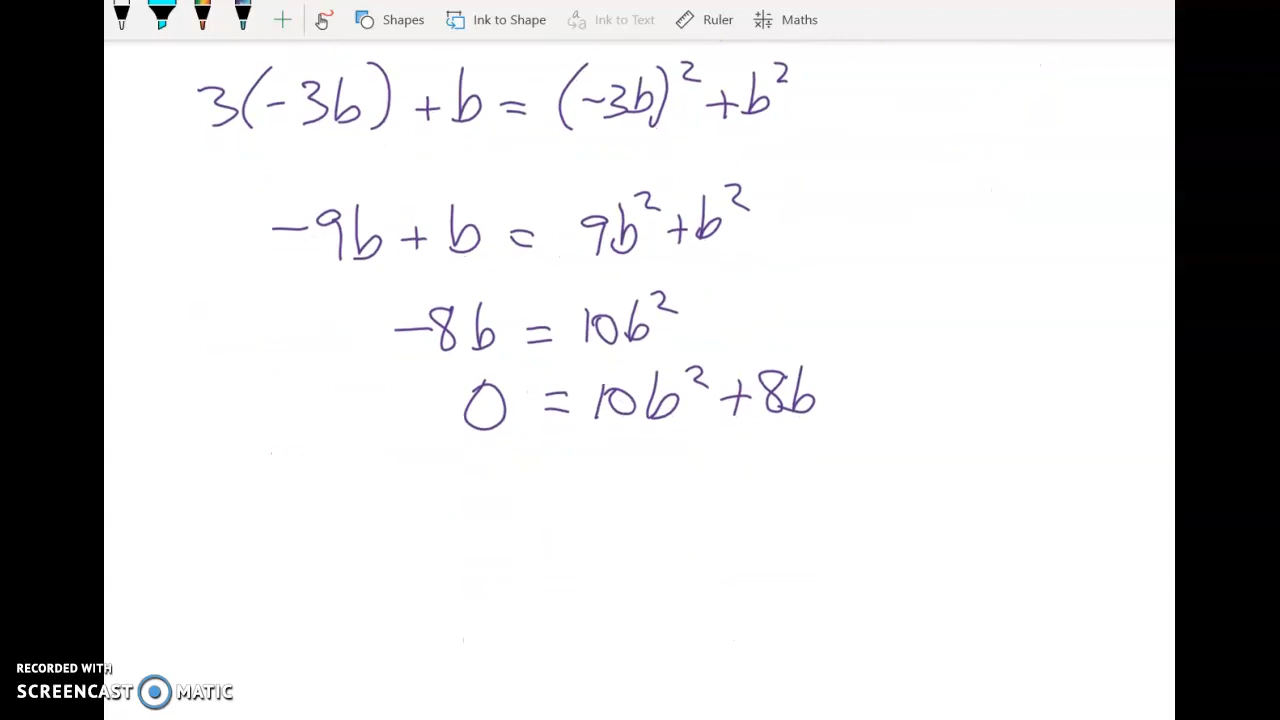 Shapes Ink to Shape Ink to Text Ruler Maths
3(-3b) + b = (-3b)² + b²
-9b + b = 9b² + b²
-8b = 10b²
0 = 10b² + 8b
RECORDED WITH
SCREENCAST MATIC